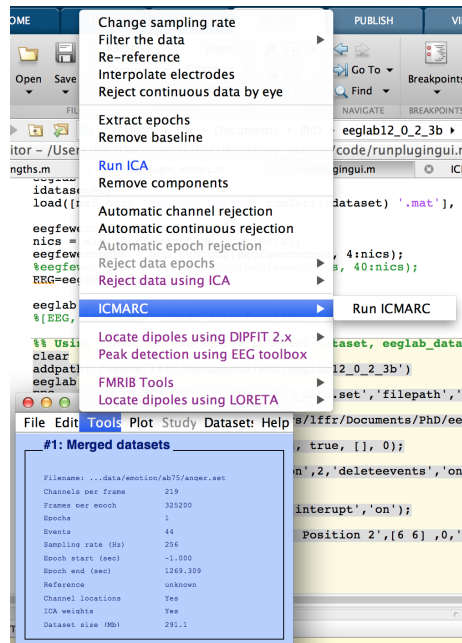 OME
PUBLISH
VI
Change sampling rate
Filter the data
Re-reference
Interpolate electrodes
Reject continuous data by eye
Extract epochs
Remove baseline
Run ICA
Remove components
Automatic channel rejection
Automatic continuous rejection
Automatic epoch rejection
Reject data epochs
Reject data using ICA
ICMARC
Run ICMARC
Locate dipoles using DIPFIT 2.x
Peak detection using EEG toolbox
FMRIB Tools
Locate dipoles using LORETA
Open
Save
Go To
Find
Breakpoints
FIL
NAVIGATE
BREAKPOINTS
eeglab12_0_2_3b
itor - /User
/code/runplugingui.m
ngths.m
gingui.m
IC
idataset
load([
dataset) '.mat'],
eegfewer
nics =
eegfewe
, 4:nics);
%eegfew
s, 40:nics);
EEG=eeg
eeglab
%[EEG,
%% Usin
taset, eeglab_data
clear
addpath
12_0_2_3b')
eeglab
.set','filepath','
s/lffr/Documents/PhD/ee
, true, [], 0);
on',2,'deleteevents','on
interupt','on');
Position 2',[6 6] ,0,'
File Edit Tools Plot Study Datasets Help
#1: Merged datasets
Filename: ...data/emotion/ab75/anger.set
Channels per frame 219
Frames per epoch 325200
Epochs 1
Events 44
Sampling rate (Hz) 256
Epoch start (sec) -1.000
Epoch end (sec) 1269.309
Reference unknown
Channel locations Yes
ICA weights Yes
Dataset size (Mb) 291.1